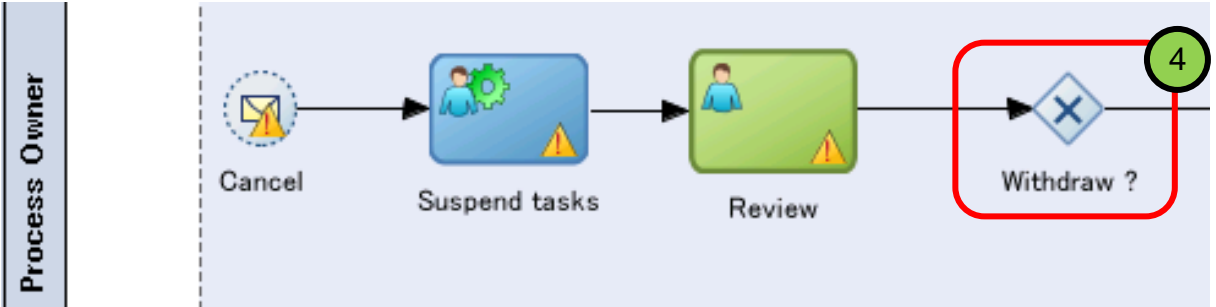 Process Owner
Cancel
Suspend tasks
Review
Withdraw ?
4